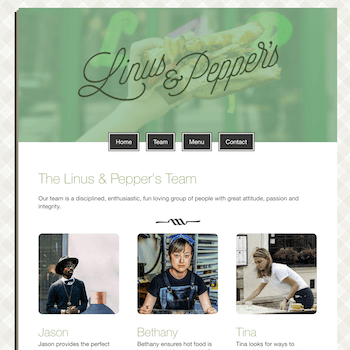 Linus & Pepper's
Home Team Menu Contact
The Linus & Pepper's Team
Our team is a disciplined, enthusiastic, fun loving group of people with great attitude, passion and
integrity.
Jason Bethany Tina
Jason provides the perfect Bethany ensures hot food is Tina looks for ways to